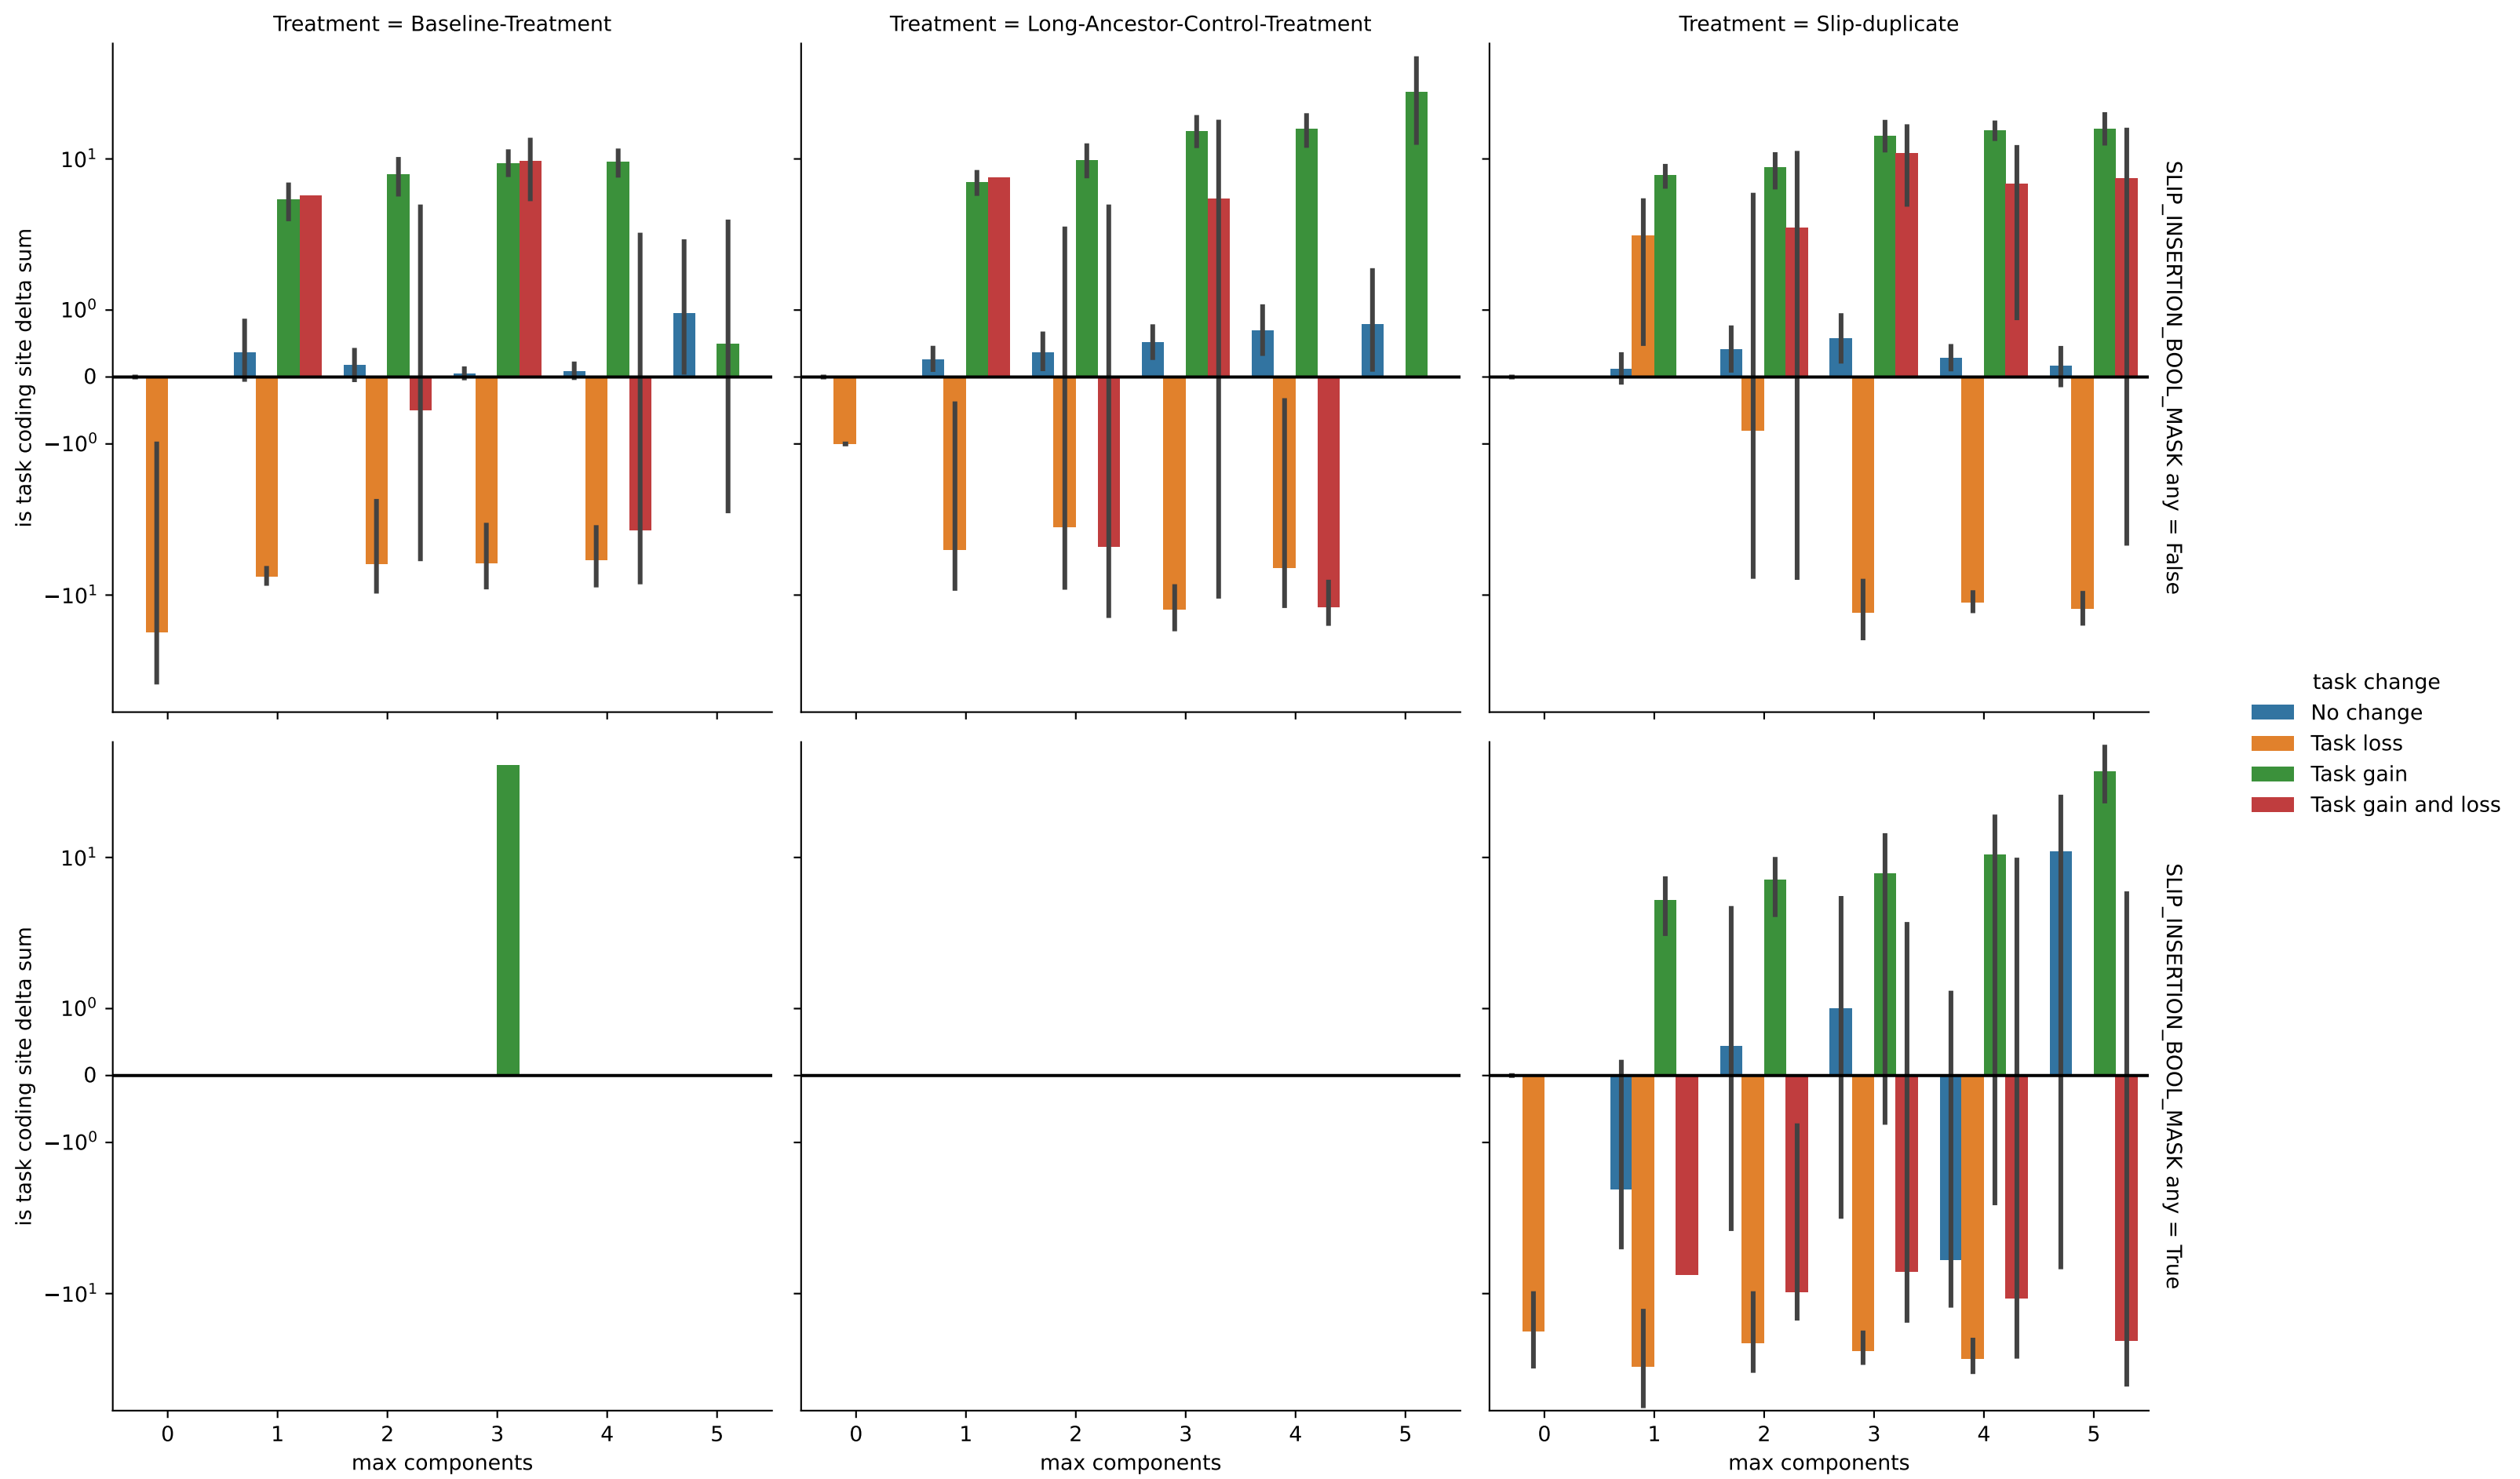 Treatment = Baseline-Treatment
Treatment = Long-Ancestor-Control-Treatment
Treatment = Slip-duplicate
is task coding site delta sum
10^1
10^0
0
−10^0
−10^1
SLIP_INSERTION_BOOL_MASK any = False
task change
No change
Task loss
Task gain
Task gain and loss
is task coding site delta sum
10^1
10^0
0
−10^0
−10^1
SLIP_INSERTION_BOOL_MASK any = True
0 1 2 3 4 5
0 1 2 3 4 5
0 1 2 3 4 5
max components
max components
max components